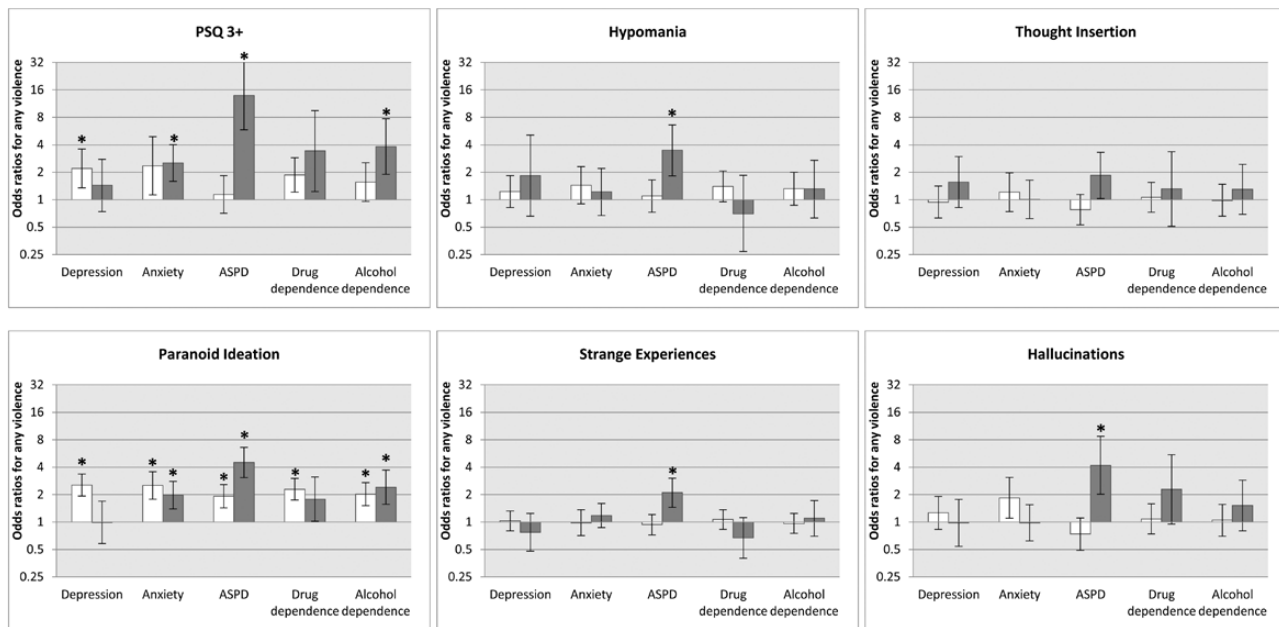 PSQ 3+
Odds ratios for any violence
32
16
8
4
2
1
0.5
0.25
*
*
*
*
Depression
Anxiety
ASPD
Drug
dependence
Alcohol
dependence
Hypomania
Odds ratios for any violence
32
16
8
4
2
1
0.5
0.25
*
Depression
Anxiety
ASPD
Drug
dependence
Alcohol
dependence
Thought Insertion
Odds ratios for any violence
32
16
8
4
2
1
0.5
0.25
Depression
Anxiety
ASPD
Drug
dependence
Alcohol
dependence
Paranoid Ideation
Odds ratios for any violence
32
16
8
4
2
1
0.5
0.25
*
*
*
*
*
*
*
*
Depression
Anxiety
ASPD
Drug
dependence
Alcohol
dependence
Strange Experiences
Odds ratios for any violence
32
16
8
4
2
1
0.5
0.25
*
Depression
Anxiety
ASPD
Drug
dependence
Alcohol
dependence
Hallucinations
Odds ratios for any violence
32
16
8
4
2
1
0.5
0.25
*
Depression
Anxiety
ASPD
Drug
dependence
Alcohol
dependence